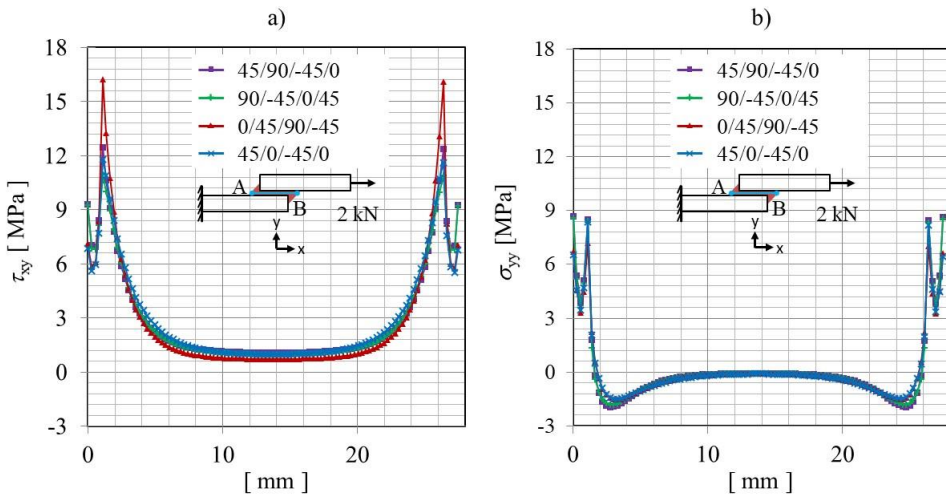 a)
18
15
12
9
6
3
0
-3
τxy [ MPa]
45/90/-45/0
90/-45/0/45
0/45/90/-45
45/0/-45/0
A
B
2 kN
y
x
0
10
20
[ mm ]
b)
18
15
12
9
6
3
0
-3
σyy [MPa]
45/90/-45/0
90/-45/0/45
0/45/90/-45
45/0/-45/0
A
B
2 kN
y
x
0
10
20
[ mm ]